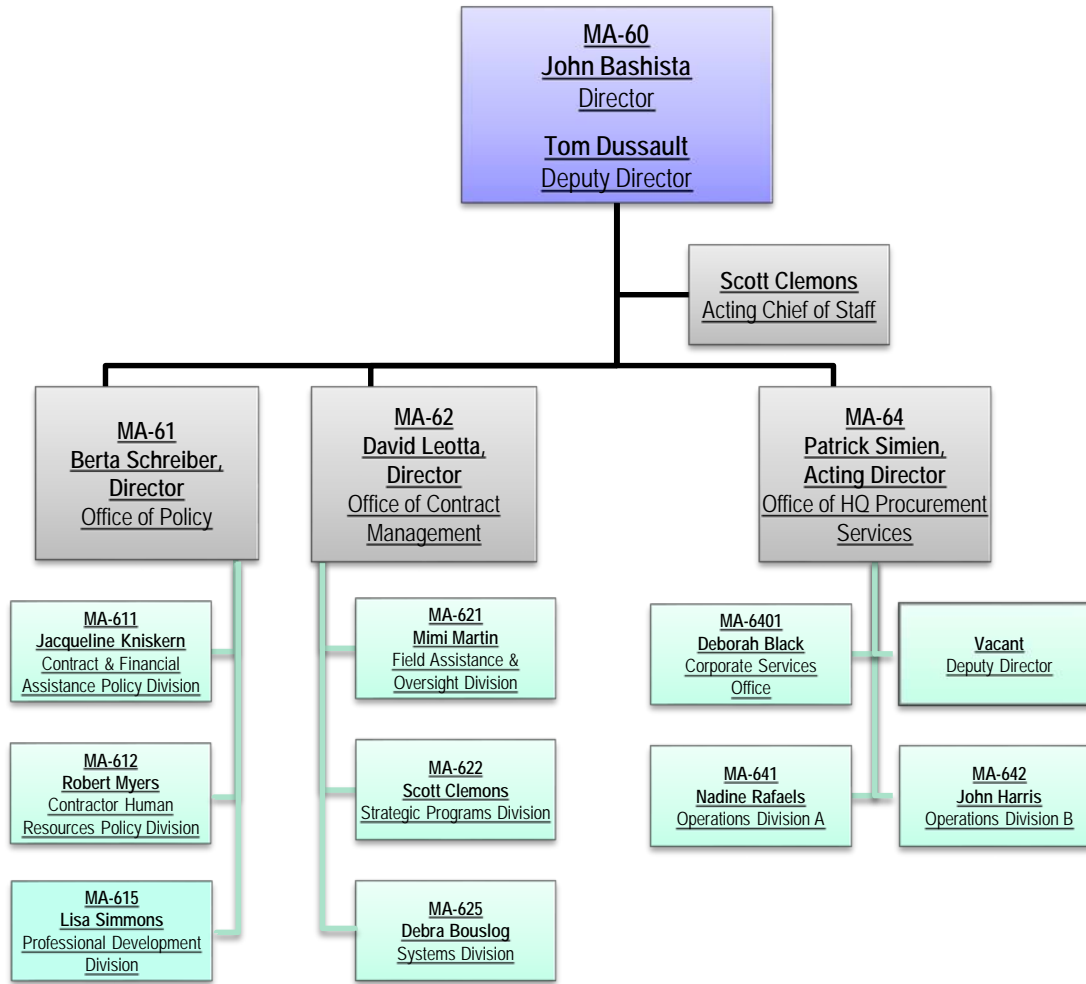 MA-60
John Bashista
Director
Tom Dussault
Deputy Director
Scott Clemons
Acting Chief of Staff
MA-61
Berta Schreiber,
Director
Office of Policy
MA-62
David Leotta,
Director
Office of Contract
Management
MA-64
Patrick Simien,
Acting Director
Office of HQ Procurement
Services
MA-611
Jacqueline Kniskern
Contract & Financial
Assistance Policy Division
MA-612
Robert Myers
Contractor Human
Resources Policy Division
MA-615
Lisa Simmons
Professional Development
Division
MA-621
Mimi Martin
Field Assistance &
Oversight Division
MA-622
Scott Clemons
Strategic Programs Division
MA-625
Debra Bouslog
Systems Division
MA-6401
Deborah Black
Corporate Services
Office
Vacant
Deputy Director
MA-641
Nadine Rafaels
Operations Division A
MA-642
John Harris
Operations Division B